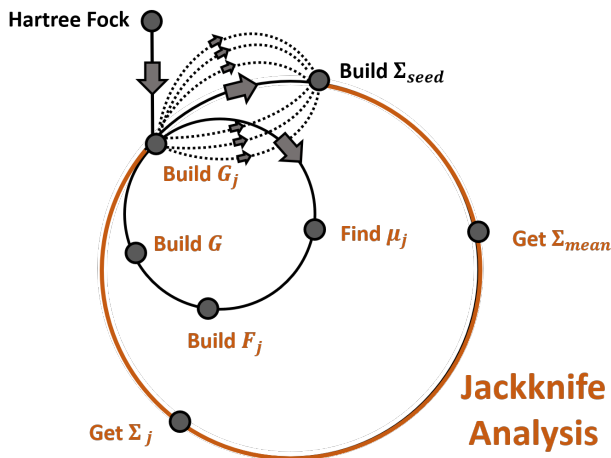 Hartree Fock
Build Σ_seed
Build G_j
Build G
Find μ_j
Get Σ_mean
Build F_j
Get Σ_j
Jackknife
Analysis